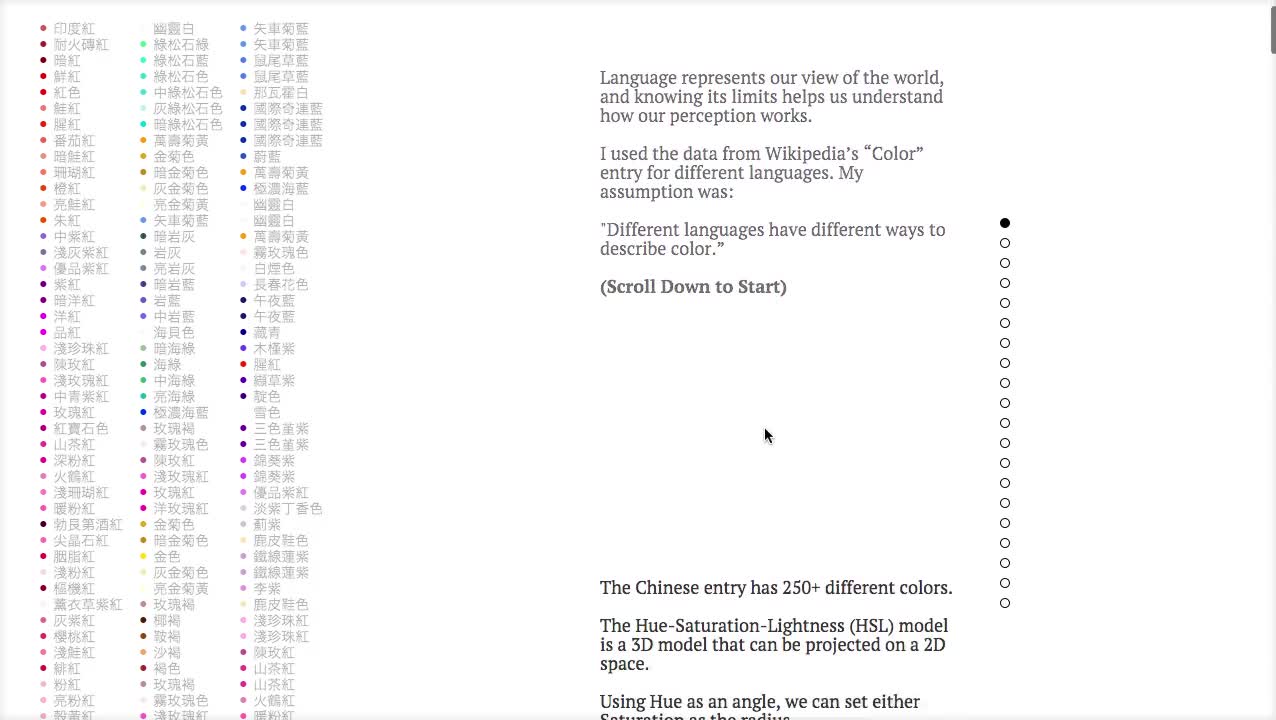 印度紅
耐火磚紅
暗紅
鮮紅
紅色
鮭紅
腥紅
番茄紅
暗鮭紅
珊瑚紅
橙紅
亮鮭紅
朱紅
中紫紅
淺灰紫紅
優品紫紅
紫紅
暗洋紅
洋紅
品紅
淺珍珠紅
陳玫紅
淺玫瑰紅
中青紫紅
玫瑰紅
紅寶石色
山茶紅
深粉紅
火鶴紅
淺珊瑚紅
暖粉紅
勃艮第酒紅
尖晶石紅
胭脂紅
淺粉紅
樞機紅
薰衣草紫紅
灰紫紅
櫻桃紅
淺鮭紅
緋紅
粉紅
亮粉紅
殼黃紅
幽靈白
綠松石綠
綠松石藍
綠松石色
中綠松石色
灰綠松石色
暗綠松石色
萬壽菊黃
金菊色
暗金菊色
灰金菊色
亮金菊黃
矢車菊藍
暗岩灰
岩灰
亮岩灰
暗岩藍
岩藍
中岩藍
海貝色
暗海綠
海綠
中海綠
亮海綠
極濃海藍
玫瑰褐
霧玫瑰色
陳玫紅
淺玫瑰紅
玫瑰紅
洋玫瑰紅
金菊色
暗金菊色
金色
灰金菊色
亮金菊黃
玫瑰褐
椰褐
鞍褐
沙褐
褐色
玫瑰褐
霧玫瑰色
淺玫瑰紅
矢車菊藍
矢車菊藍
鼠尾草藍
鼠尾草藍
那瓦霍白
國際奇連藍
國際奇連藍
國際奇連藍
蔚藍
萬壽菊黃
極濃海藍
幽靈白
幽靈白
萬壽菊黃
霧玫瑰色
白煙色
長春花色
午夜藍
午夜藍
藏青
木槿紫
腥紅
纈草紫
靛色
雪色
三色堇紫
三色堇紫
錦葵紫
錦葵紫
優品紫紅
淡紫丁香色
薊紫
鹿皮鞋色
鐵線蓮紫
鐵線蓮紫
李紫
鹿皮鞋色
淺珍珠紅
淺珍珠紅
陳玫紅
山茶紅
山茶紅
火鶴紅
暖粉紅
Language represents our view of the world,
and knowing its limits helps us understand
how our perception works.
I used the data from Wikipedia’s “Color”
entry for different languages. My
assumption was:
"Different languages have different ways to
describe color.”
(Scroll Down to Start)
The Chinese entry has 250+ different colors.
The Hue-Saturation-Lightness (HSL) model
is a 3D model that can be projected on a 2D
space.
Using Hue as an angle, we can set either
Saturation as the radius